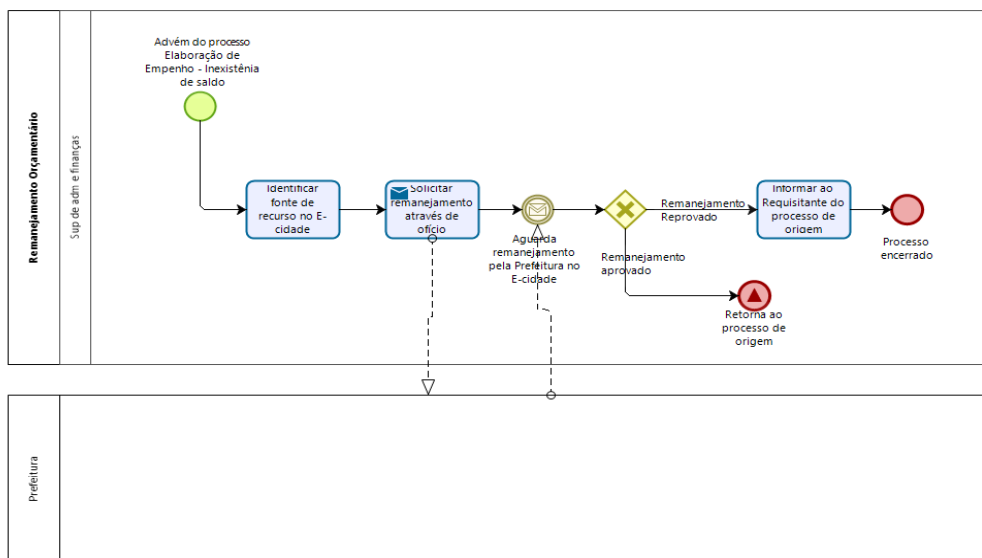 Remanejamento Orçamentário
Sup de adm e finanças
Advém do processo
Elaboração de
Empenho - Inexistênia
de saldo
Identificar
fonte de
recurso no E-
cidade
Solicitar
remanejamento
através de
ofício
Aguarda
remanejamento
pela Prefeitura no
E-cidade
Remanejamento
Reprovado
Remanejamento
aprovado
Informar ao
Requisitante do
processo de
origem
Processo
encerrado
Retorna ao
processo de
origem
Prefeitura